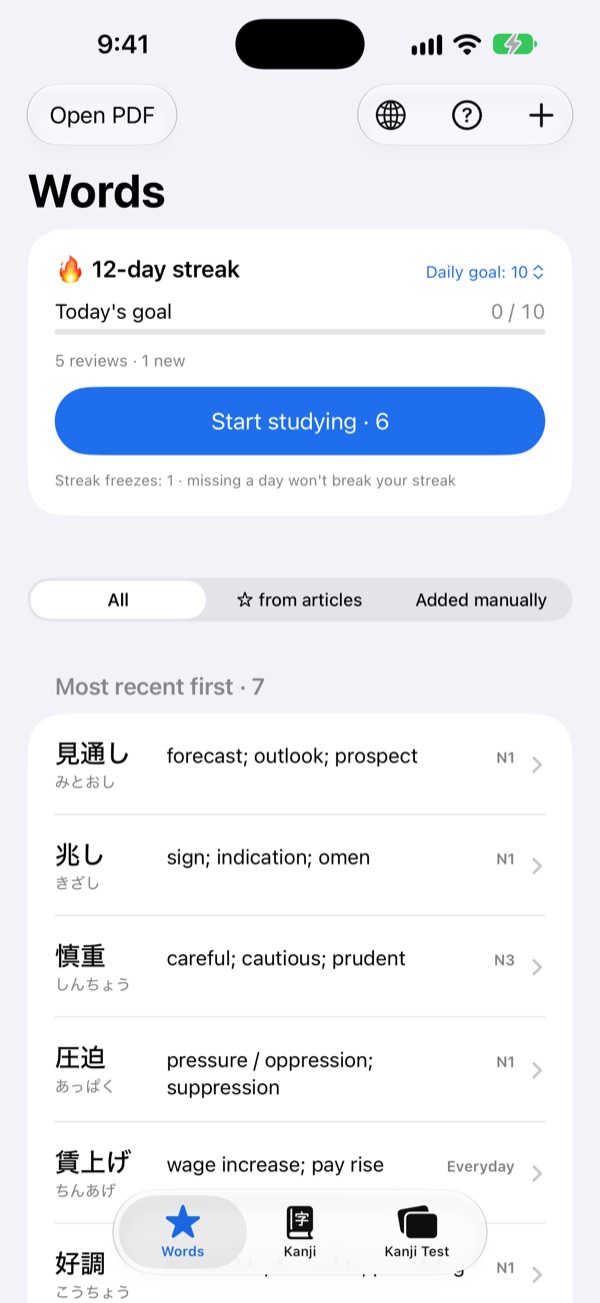 9:41
Open PDF
Words
🔥 12-day streak
Daily goal: 10
Today's goal
0 / 10
5 reviews · 1 new
Start studying · 6
Streak freezes: 1 · missing a day won't break your streak
All
☆ from articles
Added manually
Most recent first · 7
見通し forecast; outlook; prospect N1
みとおし
兆し sign; indication; omen N1
きざし
慎重 careful; cautious; prudent N3
しんちょう
圧迫 pressure / oppression; N1
あっぱく suppression
賃上げ wage increase; pay rise Everyday
ちんあげ
好調 N1
こうちょう
字
Words
Kanji
Kanji Test